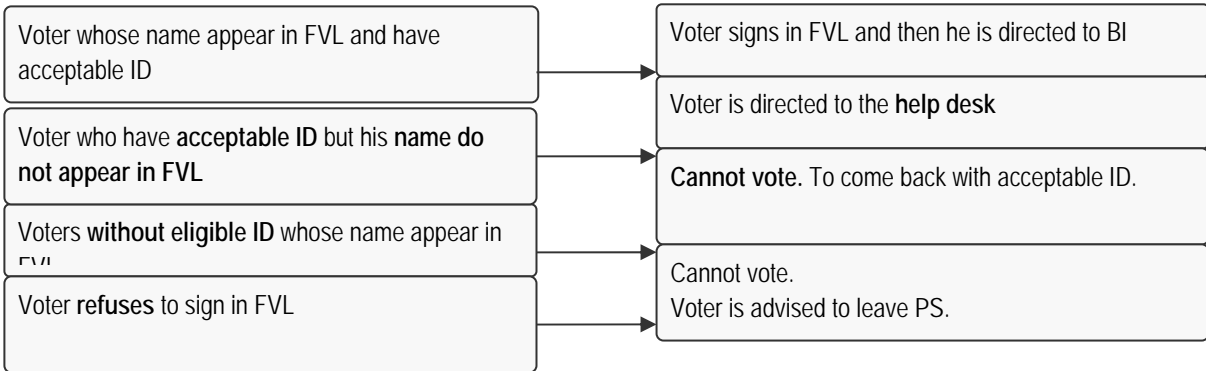 Voter whose name appear in FVL and have
acceptable ID
Voter signs in FVL and then he is directed to BI
Voter who have acceptable ID but his name do
not appear in FVL
Voter is directed to the help desk
Voters without eligible ID whose name appear in
FVL
Cannot vote. To come back with acceptable ID.
Voter refuses to sign in FVL
Cannot vote.
Voter is advised to leave PS.